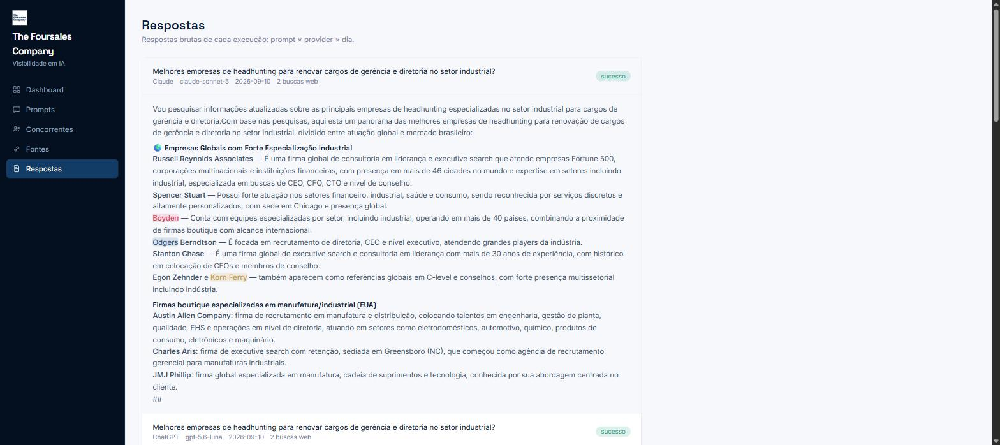 The Foursales Company
The Foursales
Company
Visibilidade em IA
Dashboard
Prompts
Concorrentes
Fontes
Respostas
Respostas
Respostas brutas de cada execução: prompt × provider × dia.
Melhores empresas de headhunting para renovar cargos de gerência e diretoria no setor industrial?
sucesso
Claude claude-sonnet-5 2026-09-10 2 buscas web
Vou pesquisar informações atualizadas sobre as principais empresas de headhunting especializadas no setor industrial para cargos de
gerência e diretoria.Com base nas pesquisas, aqui está um panorama das melhores empresas de headhunting para renovação de cargos
de gerência e diretoria no setor industrial, dividido entre atuação global e mercado brasileiro:
🌎 Empresas Globais com Forte Especialização Industrial
Russell Reynolds Associates — É uma firma global de consultoria em liderança e executive search que atende empresas Fortune 500,
corporações multinacionais e instituições financeiras, com presença em mais de 46 cidades no mundo e expertise em setores incluindo
industrial, especializada em buscas de CEO, CFO, CTO e nível de conselho.
Spencer Stuart — Possui forte atuação nos setores financeiro, industrial, saúde e consumo, sendo reconhecida por serviços discretos e
altamente personalizados, com sede em Chicago e presença global.
Boyden — Conta com equipes especializadas por setor, incluindo industrial, operando em mais de 40 países, combinando a proximidade
de firmas boutique com alcance internacional.
Odgers Berndtson — É focada em recrutamento de diretoria, CEO e nível executivo, atendendo grandes players da indústria.
Stanton Chase — É uma firma global de executive search e consultoria em liderança com mais de 30 anos de experiência, com histórico
em colocação de CEOs e membros de conselho.
Egon Zehnder e Korn Ferry — também aparecem como referências globais em C-level e conselhos, com forte presença multissetorial
incluindo indústria.
Firmas boutique especializadas em manufatura/industrial (EUA)
Austin Allen Company: firma de recrutamento em manufatura e distribuição, colocando talentos em engenharia, gestão de planta,
qualidade, EHS e operações em nível de diretoria, atuando em setores como eletrodomésticos, automotivo, químico, produtos de
consumo, eletrônicos e maquinário.
Charles Aris: firma de executive search com retenção, sediada em Greensboro (NC), que começou como agência de recrutamento
gerencial para manufaturas industriais.
JMJ Phillip: firma global especializada em manufatura, cadeia de suprimentos e tecnologia, conhecida por sua abordagem centrada no
cliente.
##
Melhores empresas de headhunting para renovar cargos de gerência e diretoria no setor industrial?
sucesso
ChatGPT gpt-5.6-luna 2026-09-10 2 buscas web